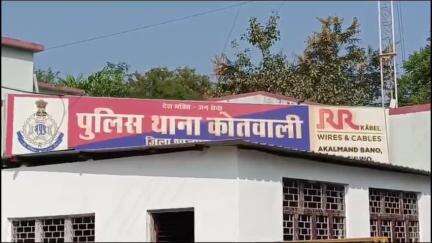 देश भक्ति - जन सेवा
पुलिस थाना कोतवाली
जिला
RR KABEL
WIRES & CABLES
AKALMAND BANO,